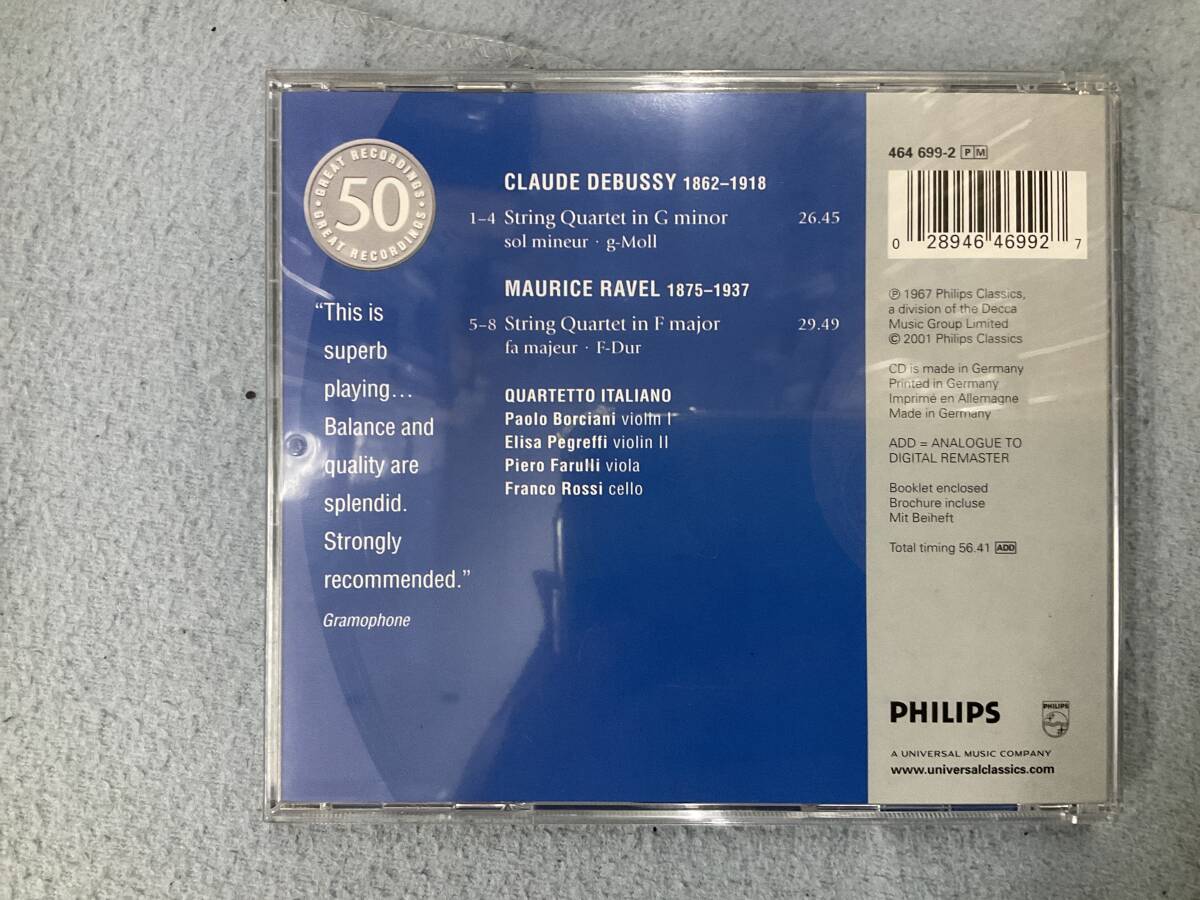 GREAT RECORDINGS • GREAT RECORDINGS •
50
“This is
superb
playing…
Balance and
quality are
splendid.
Strongly
recommended.”
Gramophone
CLAUDE DEBUSSY 1862–1918
1–4 String Quartet in G minor 26.45
sol mineur · g-Moll
MAURICE RAVEL 1875–1937
5–8 String Quartet in F major 29.49
fa majeur · F-Dur
QUARTETTO ITALIANO
Paolo Borciani violin I
Elisa Pegreffi violin II
Piero Farulli viola
Franco Rossi cello
464 699-2 PM
0 28946 46992 7
℗ 1967 Philips Classics,
a division of the Decca
Music Group Limited
© 2001 Philips Classics
CD is made in Germany
Printed in Germany
Imprimé en Allemagne
Made in Germany
ADD = ANALOGUE TO
DIGITAL REMASTER
Booklet enclosed
Brochure incluse
Mit Beiheft
Total timing 56.41 ADD
PHILIPS
PHILIPS
A UNIVERSAL MUSIC COMPANY
www.universalclassics.com